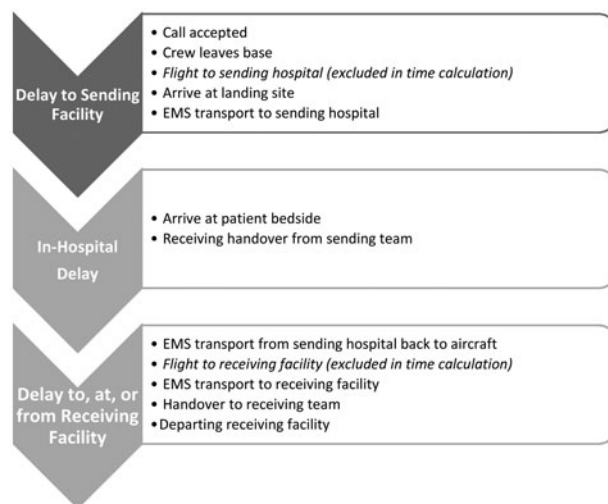 Delay to Sending
Facility
• Call accepted
• Crew leaves base
• Flight to sending hospital (excluded in time calculation)
• Arrive at landing site
• EMS transport to sending hospital
In-Hospital
Delay
• Arrive at patient bedside
• Receiving handover from sending team
Delay to, at, or
from Receiving
Facility
• EMS transport from sending hospital back to aircraft
• Flight to receiving facility (excluded in time calculation)
• EMS transport to receiving facility
• Handover to receiving team
•Departing receiving facility